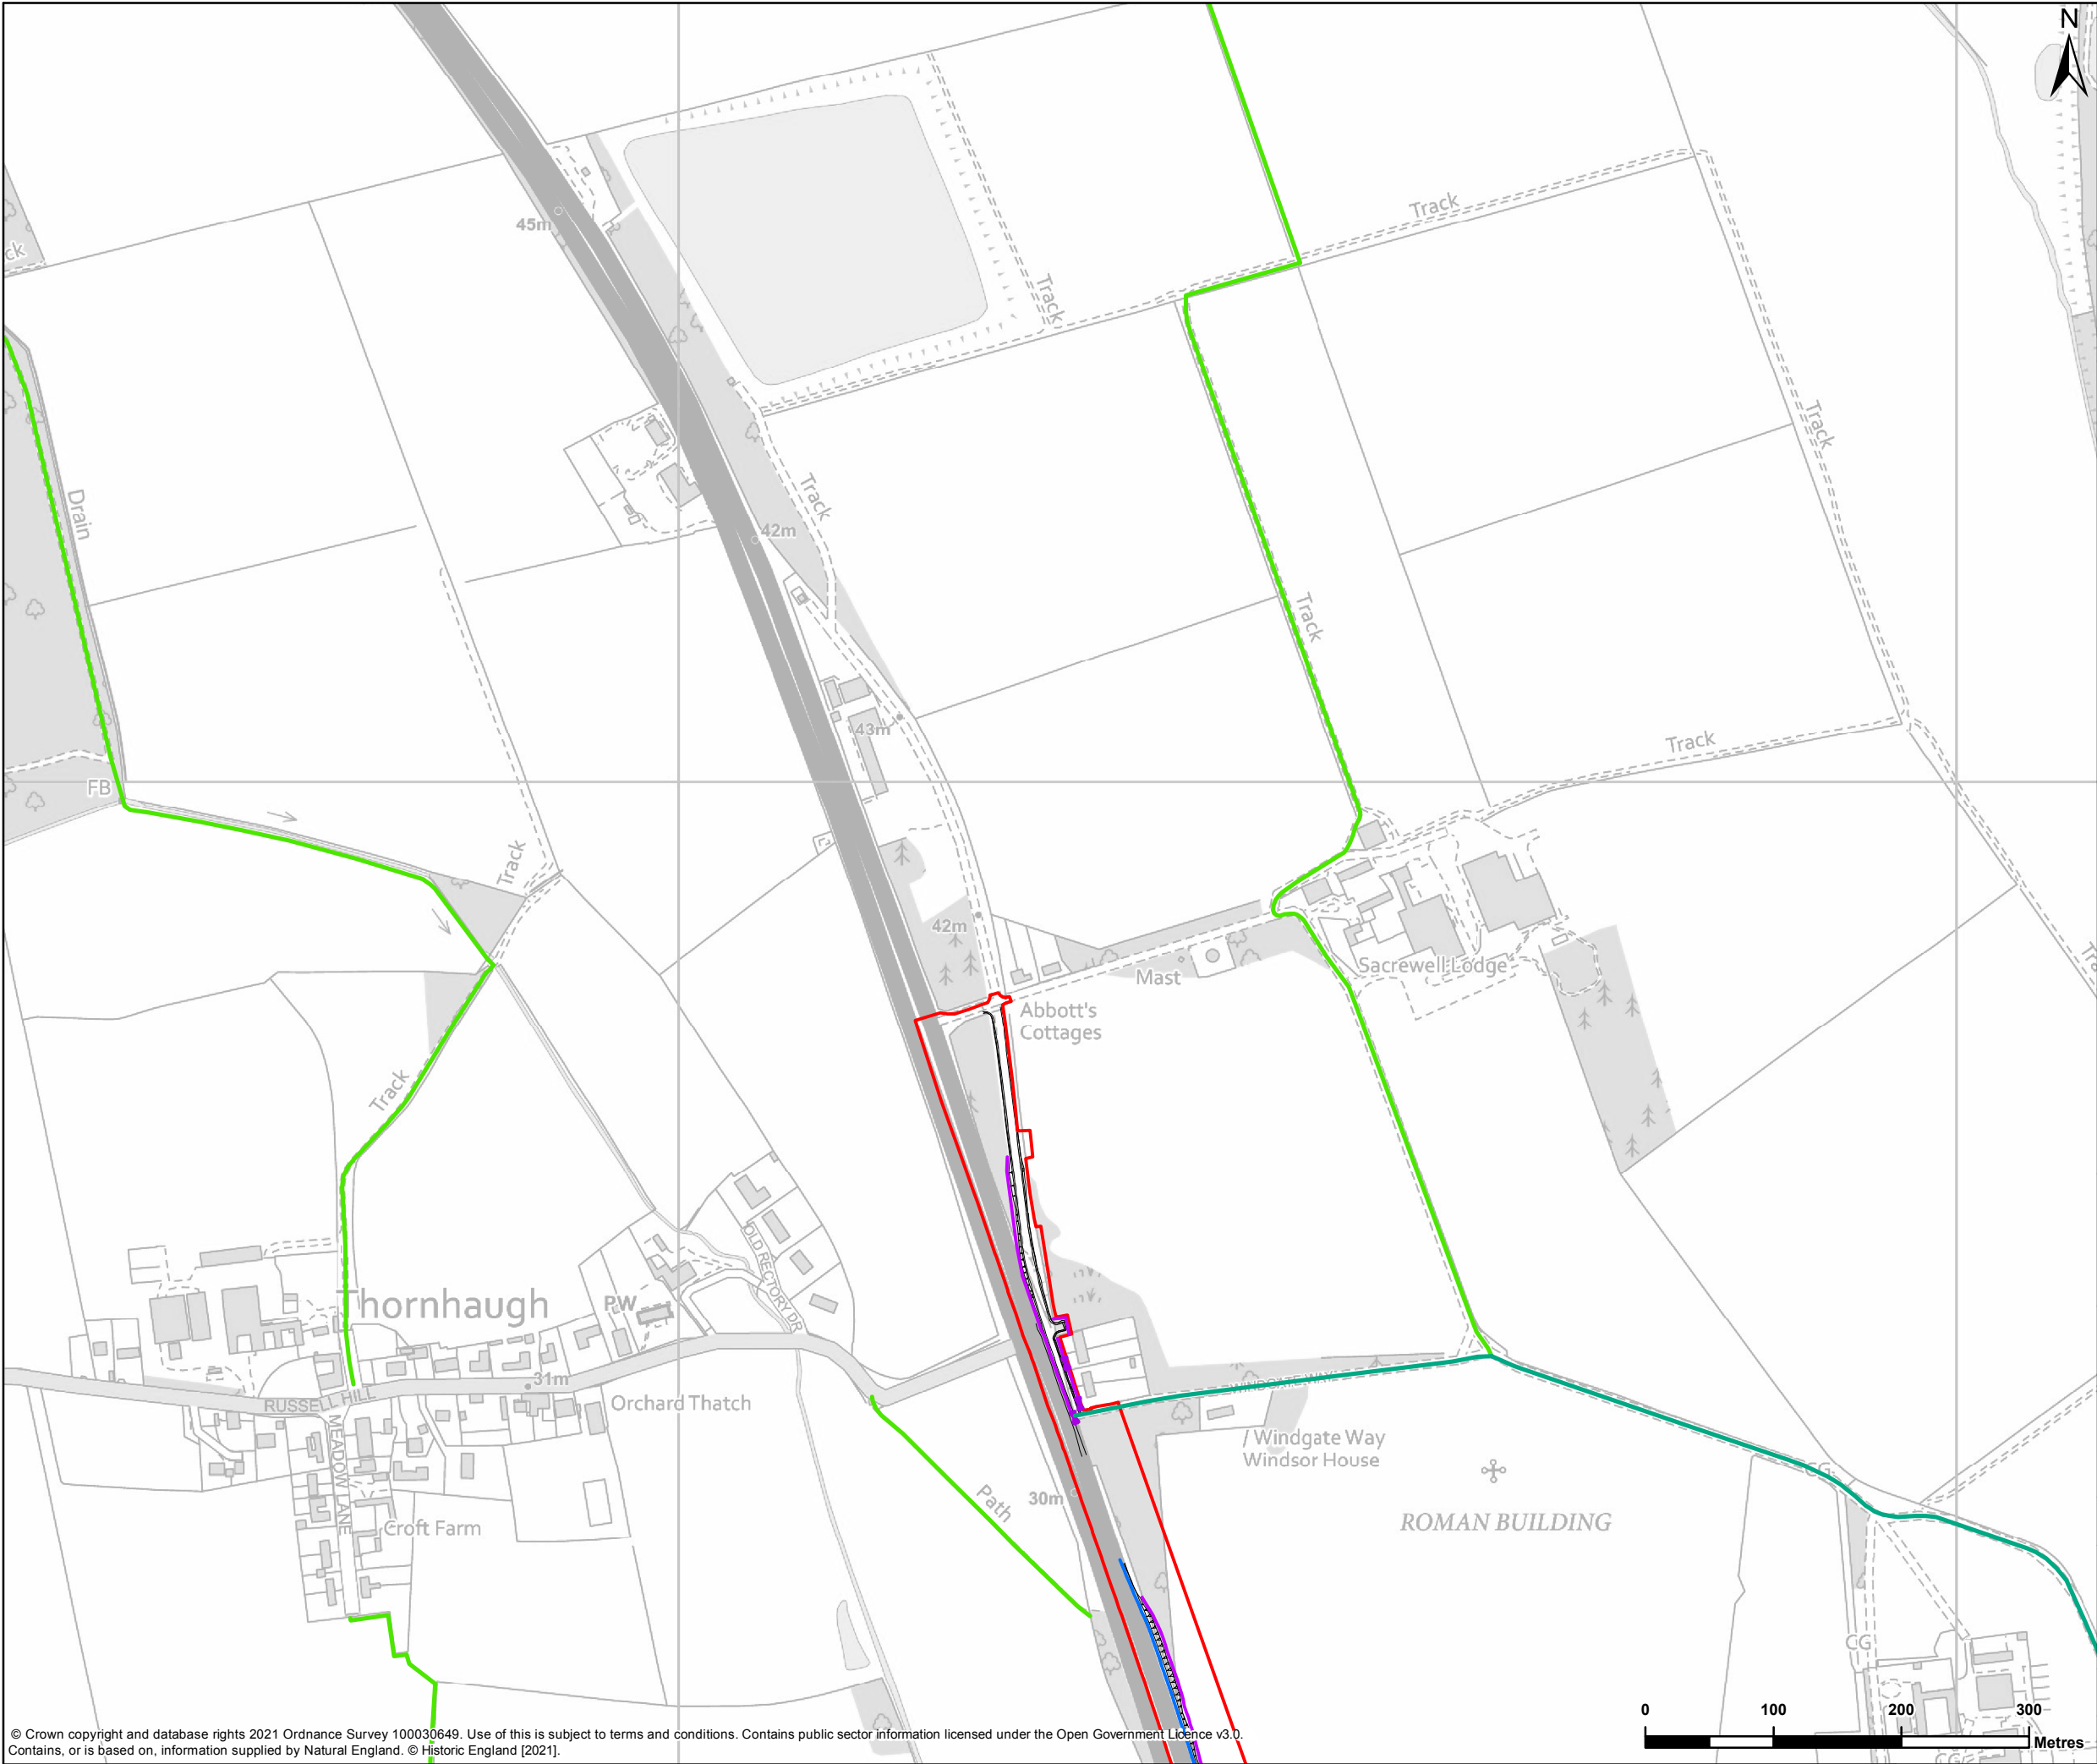 N
Track
45m
ck
Track
Track
Track
Drain
42m
Track
43m
Track
FB
Track
42m
Mast
Sacrewell Lodge
Abbott's
Cottages
Track
OLD RECTORY DR
Thornhaugh
PW
31m
RUSSELL HILL
Orchard Thatch
WINDGATE WAY
MEADOW LANE
Windgate Way
Windsor House
CG
Path
30m
ROMAN BUILDING
Croft Farm
CG
0 100 200 300
Metres
CG
© Crown copyright and database rights 2021 Ordnance Survey 100030649. Use of this is subject to terms and conditions. Contains public sector information licensed under the Open Government Licence v3.0.
Contains, or is based on, information supplied by Natural England. © Historic England [2021].